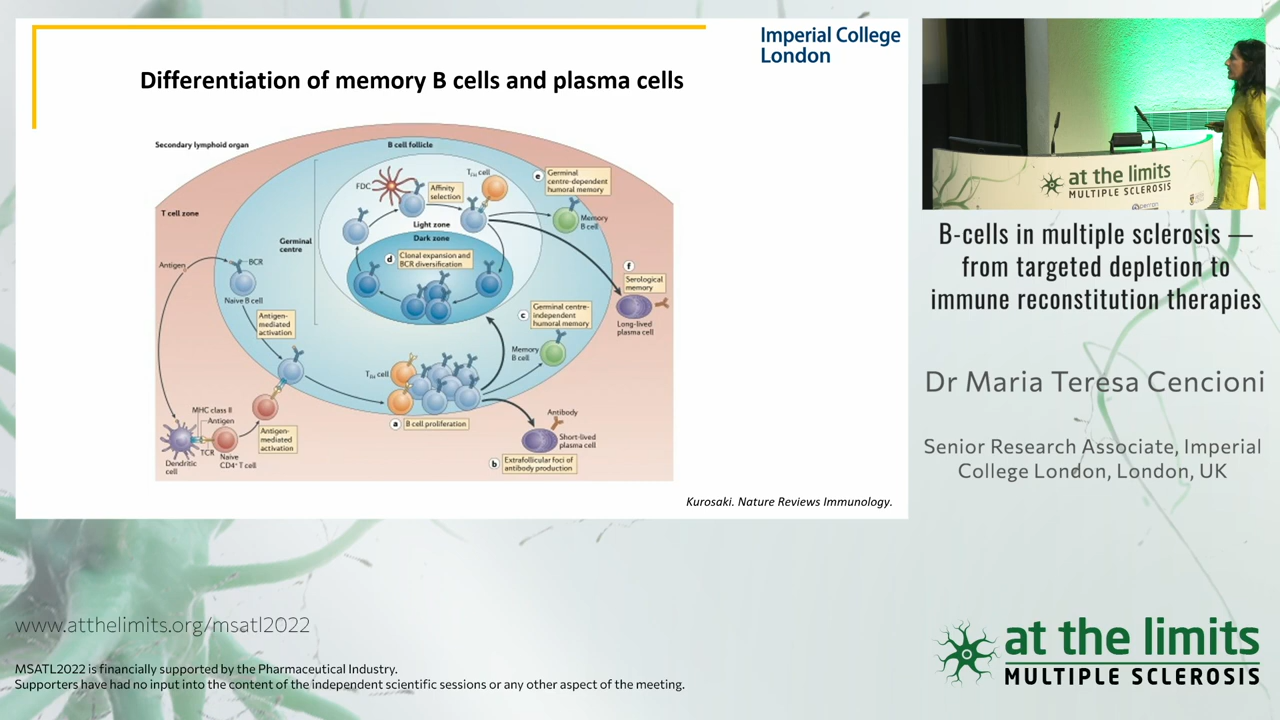 Imperial College
London
Differentiation of memory B cells and plasma cells
Secondary lymphoid organ
B cell follicle
T cell zone
FDC
Affinity
selection
TFH cell
e
Germinal
centre-dependent
humoral memory
Memory
B cell
Light zone
Dark zone
Germinal
centre
d
Clonal expansion and
BCR diversification
Antigen
BCR
Naive B cell
f
Serological
memory
Long-lived
plasma cell
Antigen-
mediated
activation
c
Germinal centre-
independent
humoral memory
Memory
B cell
TFH cell
a
B cell proliferation
MHC class II
Antigen
TCR
Naive
CD4+ T cell
Dendritic
cell
Antigen-
mediated
activation
Antibody
Short-lived
plasma cell
b
Extrafollicular foci of
antibody production
Kurosaki. Nature Reviews Immunology.
at the limits
MULTIPLE SCLEROSIS
B-cells in multiple sclerosis —
from targeted depletion to
immune reconstitution therapies
Dr Maria Teresa Cencioni
Senior Research Associate, Imperial
College London, London, UK
www.atthelimits.org/msatl2022
MSATL2022 is financially supported by the Pharmaceutical Industry.
Supporters have had no input into the content of the independent scientific sessions or any other aspect of the meeting.
at the limits
MULTIPLE SCLEROSIS